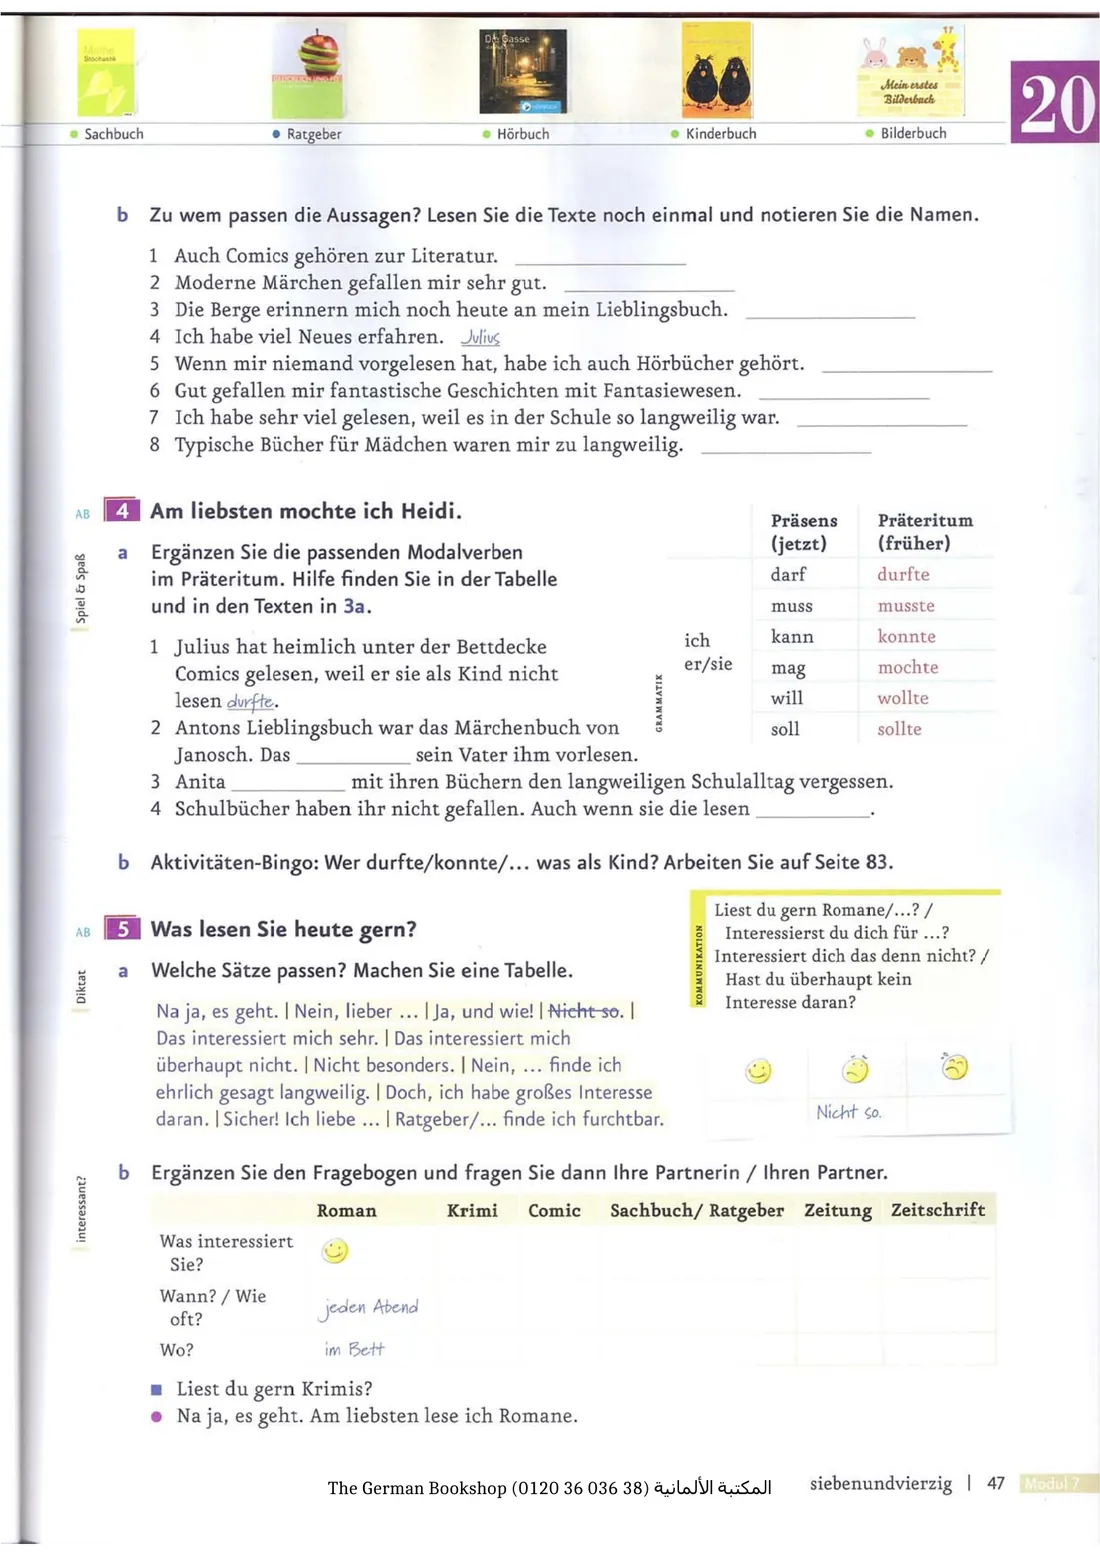 Mathe
Stochastik
Die Gasse
HÖRBUCH
Mein erstes
Bilderbuch
20
Sachbuch
Ratgeber
Hörbuch
Kinderbuch
Bilderbuch
b Zu wem passen die Aussagen? Lesen Sie die Texte noch einmal und notieren Sie die Namen.
1 Auch Comics gehören zur Literatur.
2 Moderne Märchen gefallen mir sehr gut.
3 Die Berge erinnern mich noch heute an mein Lieblingsbuch.
4 Ich habe viel Neues erfahren. Julius
5 Wenn mir niemand vorgelesen hat, habe ich auch Hörbücher gehört.
6 Gut gefallen mir fantastische Geschichten mit Fantasiewesen.
7 Ich habe sehr viel gelesen, weil es in der Schule so langweilig war.
8 Typische Bücher für Mädchen waren mir zu langweilig.
AB 4 Am liebsten mochte ich Heidi.
Spiel & Spaß
a Ergänzen Sie die passenden Modalverben
im Präteritum. Hilfe finden Sie in der Tabelle
und in den Texten in 3a.
1 Julius hat heimlich unter der Bettdecke
Comics gelesen, weil er sie als Kind nicht
lesen durfte.
2 Antons Lieblingsbuch war das Märchenbuch von
Janosch. Das __________ sein Vater ihm vorlesen.
3 Anita __________ mit ihren Büchern den langweiligen Schulalltag vergessen.
4 Schulbücher haben ihr nicht gefallen. Auch wenn sie die lesen __________.
GRAMMATIK
Präsens Präteritum
(jetzt) (früher)
darf durfte
muss musste
ich
kann konnte
er/sie
mag mochte
will wollte
soll sollte
b Aktivitäten-Bingo: Wer durfte/konnte/... was als Kind? Arbeiten Sie auf Seite 83.
AB 5 Was lesen Sie heute gern?
Diktat
a Welche Sätze passen? Machen Sie eine Tabelle.
Na ja, es geht. | Nein, lieber ... | Ja, und wie! | Nicht so. |
Das interessiert mich sehr. | Das interessiert mich
überhaupt nicht. | Nicht besonders. | Nein, ... finde ich
ehrlich gesagt langweilig. | Doch, ich habe großes Interesse
daran. | Sicher! Ich liebe ... | Ratgeber/... finde ich furchtbar.
KOMMUNIKATION
Liest du gern Romane/...? /
Interessierst du dich für ...?
Interessiert dich das denn nicht? /
Hast du überhaupt kein
Interesse daran?
Nicht so.
interessant?
b Ergänzen Sie den Fragebogen und fragen Sie dann Ihre Partnerin / Ihren Partner.
Roman Krimi Comic Sachbuch/ Ratgeber Zeitung Zeitschrift
Was interessiert
Sie?
Wann? / Wie
oft?
jeden Abend
Wo? im Bett
Liest du gern Krimis?
Na ja, es geht. Am liebsten lese ich Romane.
The German Bookshop (0120 36 036 38) المكتبة الألمانية
siebenundvierzig | 47 Modul 7